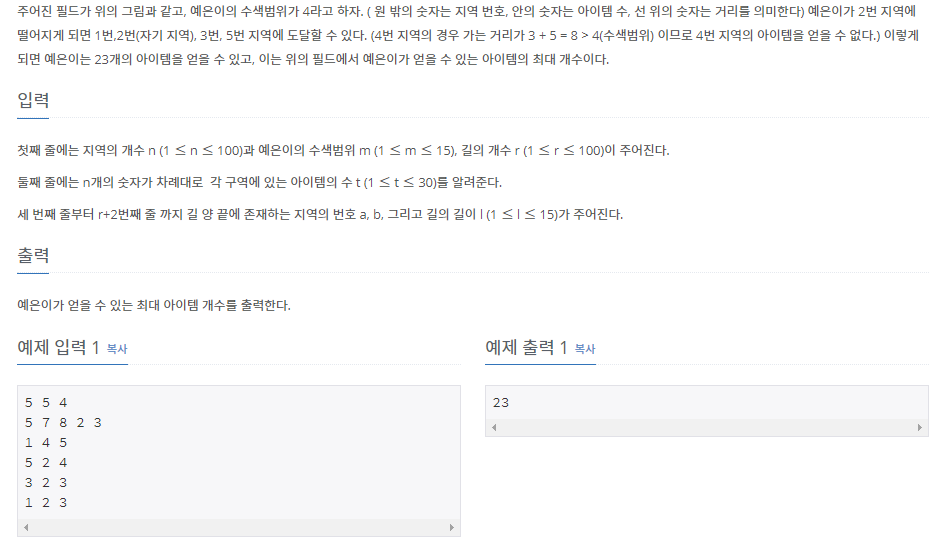 주어진 필드가 위의 그림과 같고, 예은이의 수색범위가 4라고 하자. ( 원 밖의 숫자는 지역 번호, 안의 숫자는 아이템 수, 선 위의 숫자는 거리를 의미한다) 예은이가 2번 지역에
떨어지게 되면 1번,2번(자기 지역), 3번, 5번 지역에 도달할 수 있다. (4번 지역의 경우 가는 거리가 3 + 5 = 8 > 4(수색범위) 이므로 4번 지역의 아이템을 얻을 수 없다.) 이렇게
되면 예은이는 23개의 아이템을 얻을 수 있고, 이는 위의 필드에서 예은이가 얻을 수 있는 아이템의 최대 개수이다.
입력
첫째 줄에는 지역의 개수 n (1 ≤ n ≤ 100)과 예은이의 수색범위 m (1 ≤ m ≤ 15), 길의 개수 r (1 ≤ r ≤ 100)이 주어진다.
둘째 줄에는 n개의 숫자가 차례대로 각 구역에 있는 아이템의 수 t (1 ≤ t ≤ 30)를 알려준다.
세 번째 줄부터 r+2번째 줄 까지 길 양 끝에 존재하는 지역의 번호 a, b, 그리고 길의 길이 l (1 ≤ l ≤ 15)가 주어진다.
출력
예은이가 얻을 수 있는 최대 아이템 개수를 출력한다.
예제 입력 1 복사
5 5 4
5 7 8 2 3
1 4 5
5 2 4
3 2 3
1 2 3
예제 출력 1 복사
23